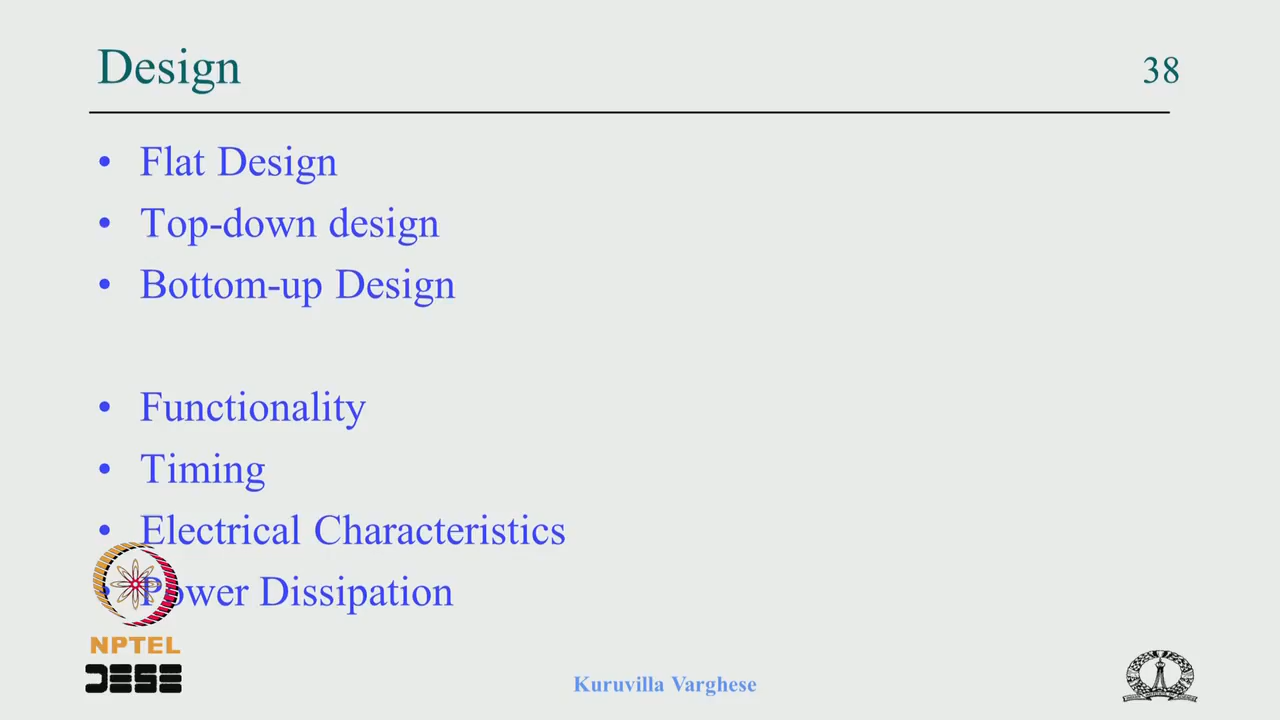 Design
38
• Flat Design
• Top-down design
• Bottom-up Design
• Functionality
• Timing
• Electrical Characteristics
• Power Dissipation
NPTEL
DESE
Kuruvilla Varghese